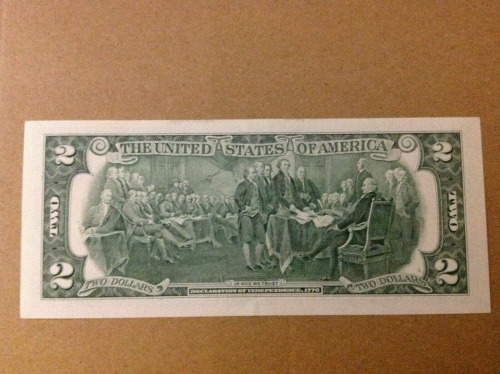 THE UNITED STATES OF AMERICA
2 2
TWO TWO
2 2
TWO DOLLARS TWO DOLLARS
IN GOD WE TRUST
DECLARATION OF INDEPENDENCE, 1776